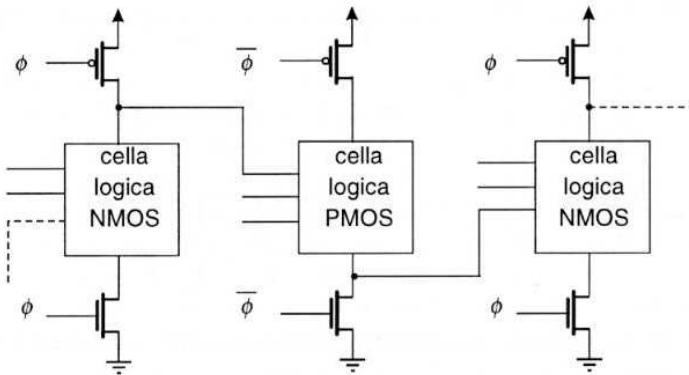 ϕ
ϕ̅
ϕ
cella
logica
NMOS
cella
logica
PMOS
cella
logica
NMOS
ϕ
ϕ̅
ϕ